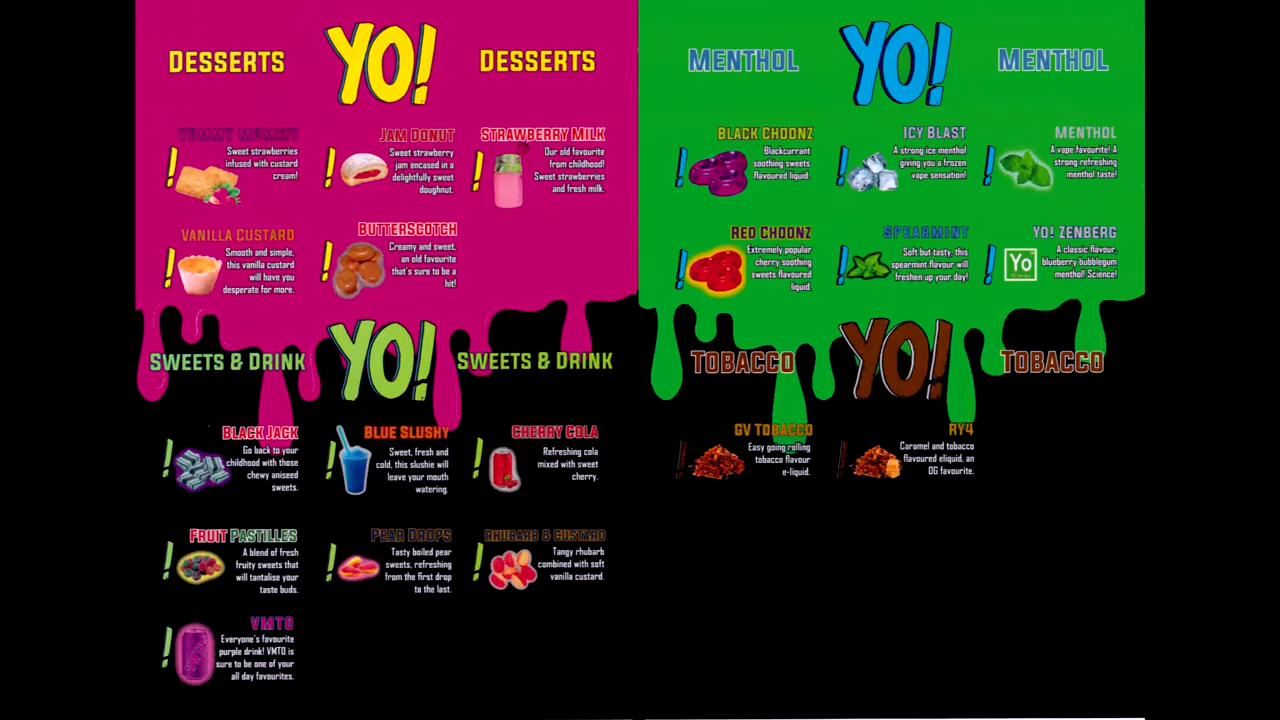 DESSERTS
YO!
DESSERTS
YUMMY MUMMY
Sweet strawberries
infused with custard
cream!
JAM DONUT
Sweet strawberry
jam encased in a
delightfully sweet
doughnut.
STRAWBERRY MILK
Our old favourite
from childhood!
Sweet strawberries
and fresh milk.
VANILLA CUSTARD
Smooth and simple,
this vanilla custard
will have you
desperate for more.
BUTTERSCOTCH
Creamy and sweet,
an old favourite
that's sure to be a
hit!
SWEETS & DRINK
YO!
SWEETS & DRINK
BLACK JACK
Go back to your
childhood with those
chewy aniseed
sweets.
BLUE SLUSHY
Sweet, fresh and
cold, this slushie will
leave your mouth
watering.
CHERRY COLA
Refreshing cola
mixed with sweet
cherry.
FRUIT PASTILLES
A blend of fresh
fruity sweets that
will tantalise your
taste buds.
PEAR DROPS
Tasty boiled pear
sweets, refreshing
from the first drop
to the last.
RHUBARB & CUSTARD
Tangy rhubarb
combined with soft
vanilla custard.
VMTO
Everyone's favourite
purple drink! VMTO is
sure to be one of your
all day favourites.
MENTHOL
YO!
MENTHOL
BLACK CHOONZ
Blackcurrant
soothing sweets
flavoured liquid.
ICY BLAST
A strong ice menthol
giving you a frozen
vape sensation!
MENTHOL
A vape favourite! A
strong refreshing
menthol taste!
RED CHOONZ
Extremely popular
cherry soothing
sweets flavoured
liquid.
SPEARMINT
Soft but tasty, this
spearmint flavour will
freshen up your day!
YO! ZENBERG
Yo
A classic flavour,
blueberry bubblegum
menthol! Science!
TOBACCO
YO!
TOBACCO
GV TOBACCO
Easy going rolling
tobacco flavour
e-liquid.
RY4
Caramel and tobacco
flavoured eliquid, an
OG favourite.